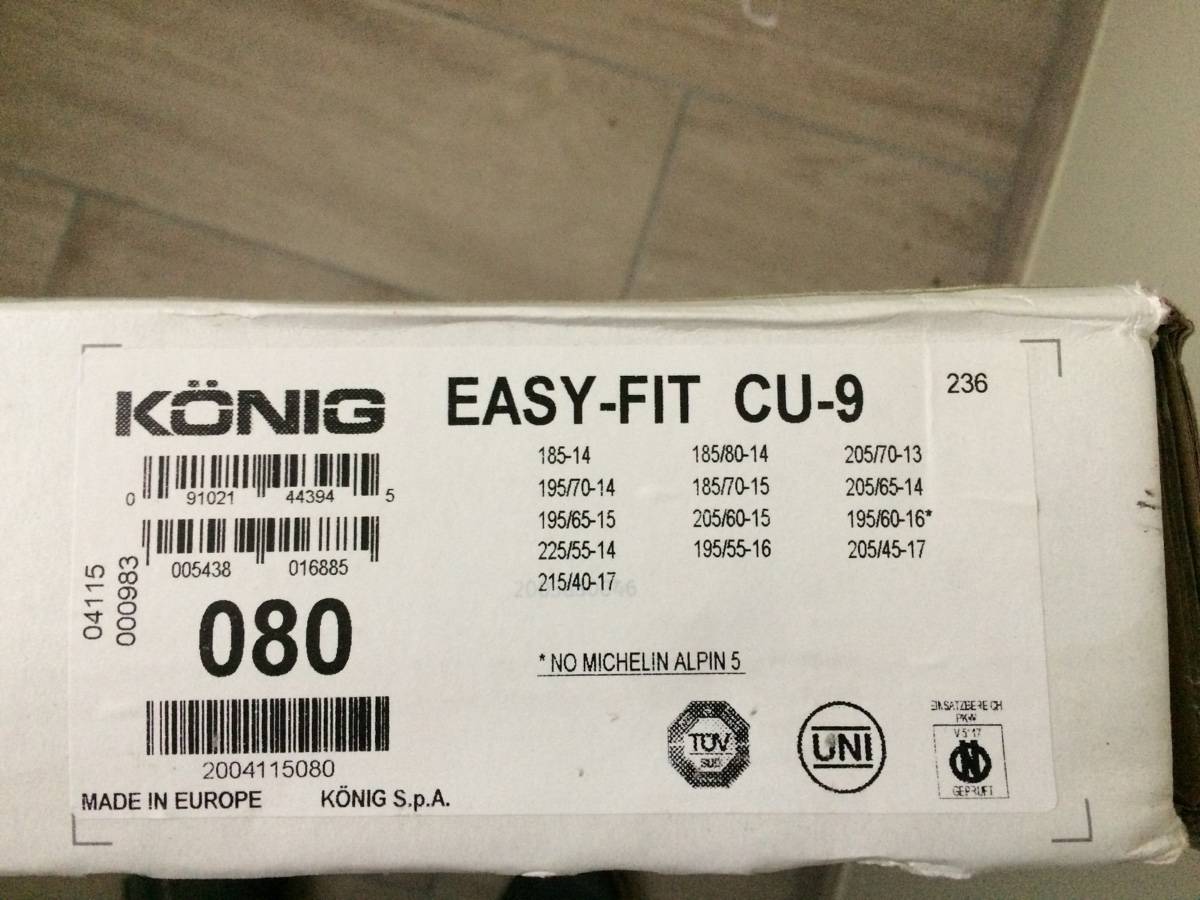 KÖNIG
EASY-FIT CU-9
236
0 91021 44394 5
005438 016885
04115
000983
080
2004115080
MADE IN EUROPE KÖNIG S.p.A.
185-14 185/80-14 205/70-13
195/70-14 185/70-15 205/65-14
195/65-15 205/60-15 195/60-16*
225/55-14 195/55-16 205/45-17
215/40-17
* NO MICHELIN ALPIN 5
TÜV
SÜD
UNI
EINSATZBEREICH
PKW
V 5117
GEPRÜFT